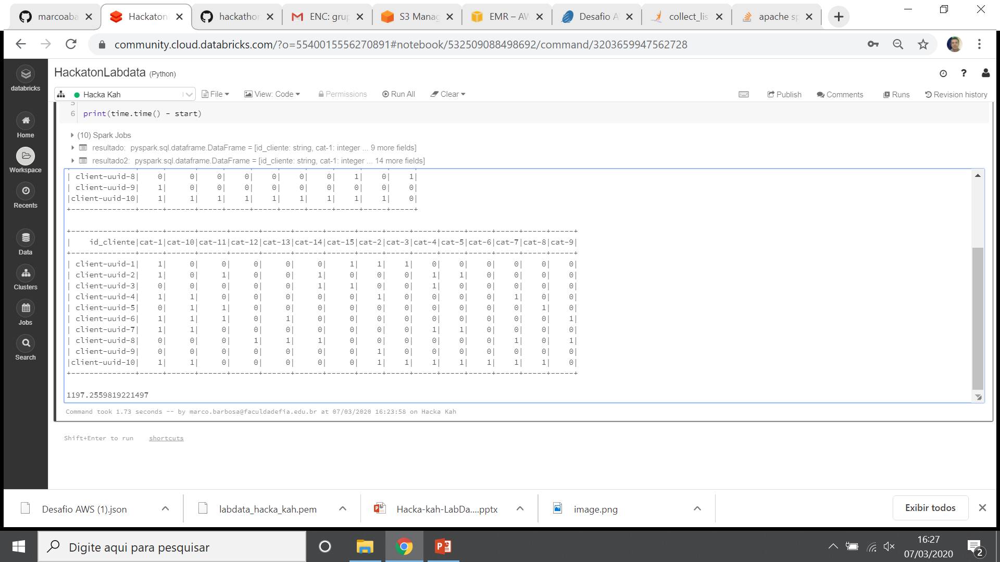 marcoaba
Hackaton
hackathon
ENC: grup
S3 Manag
EMR – AW
Desafio A
collect_lis
apache sp
community.cloud.databricks.com/?o=5540015556270891#notebook/532509088498692/command/3203659947562728
databricks
Home
Workspace
Recents
Data
Clusters
Jobs
Search
HackatonLabdata (Python)
Hacka Kah File View: Code Permissions Run All Clear Publish Comments Runs Revision history
5
6 print(time.time() - start)
(10) Spark Jobs
resultado: pyspark.sql.dataframe.DataFrame = [id_cliente: string, cat-1: integer ... 9 more fields]
resultado2: pyspark.sql.dataframe.DataFrame = [id_cliente: string, cat-1: integer ... 14 more fields]
| client-uuid-8| 0| 0| 0| 0| 0| 0| 0| 1| 0| 1|
| client-uuid-9| 1| 0| 0| 0| 0| 0| 0| 0| 0| 0|
|client-uuid-10| 1| 1| 1| 1| 1| 1| 1| 1| 1| 0|
+--------------+-----+------+-----+-----+-----+-----+-----+-----+-----+-----+
+--------------+-----+------+------+------+------+------+------+-----+-----+-----+-----+-----+-----+-----+-----+
| id_cliente|cat-1|cat-10|cat-11|cat-12|cat-13|cat-14|cat-15|cat-2|cat-3|cat-4|cat-5|cat-6|cat-7|cat-8|cat-9|
+--------------+-----+------+------+------+------+------+------+-----+-----+-----+-----+-----+-----+-----+-----+
| client-uuid-1| 1| 0| 0| 0| 0| 0| 1| 1| 1| 0| 0| 0| 0| 0| 0|
| client-uuid-2| 1| 0| 1| 0| 0| 1| 0| 0| 0| 1| 1| 0| 0| 0| 0|
| client-uuid-3| 0| 0| 0| 0| 0| 1| 1| 0| 0| 1| 0| 0| 0| 0| 0|
| client-uuid-4| 1| 1| 0| 0| 0| 0| 0| 1| 0| 0| 0| 0| 1| 0| 0|
| client-uuid-5| 0| 1| 1| 0| 0| 0| 0| 0| 0| 0| 0| 0| 0| 1| 0|
| client-uuid-6| 1| 1| 1| 0| 1| 0| 0| 0| 0| 0| 0| 0| 0| 0| 1|
| client-uuid-7| 1| 1| 0| 0| 0| 0| 0| 0| 0| 1| 1| 0| 0| 0| 0|
| client-uuid-8| 0| 0| 0| 1| 1| 1| 0| 0| 0| 0| 0| 0| 1| 0| 1|
| client-uuid-9| 0| 0| 0| 0| 0| 0| 0| 1| 0| 0| 0| 0| 0| 0| 0|
|client-uuid-10| 1| 1| 0| 0| 0| 0| 0| 1| 1| 1| 1| 1| 1| 1| 0|
+--------------+-----+------+------+------+------+------+------+-----+-----+-----+-----+-----+-----+-----+-----+
1197.2559819221497
Command took 1.73 seconds -- by marco.barbosa@faculdadefia.edu.br at 07/03/2020 16:23:58 on Hacka Kah
Shift+Enter to run shortcuts
Desafio AWS (1).json
labdata_hacka_kah.pem
Hacka-kah-LabDa....pptx
image.png
Exibir todos
Digite aqui para pesquisar
16:27
07/03/2020
2